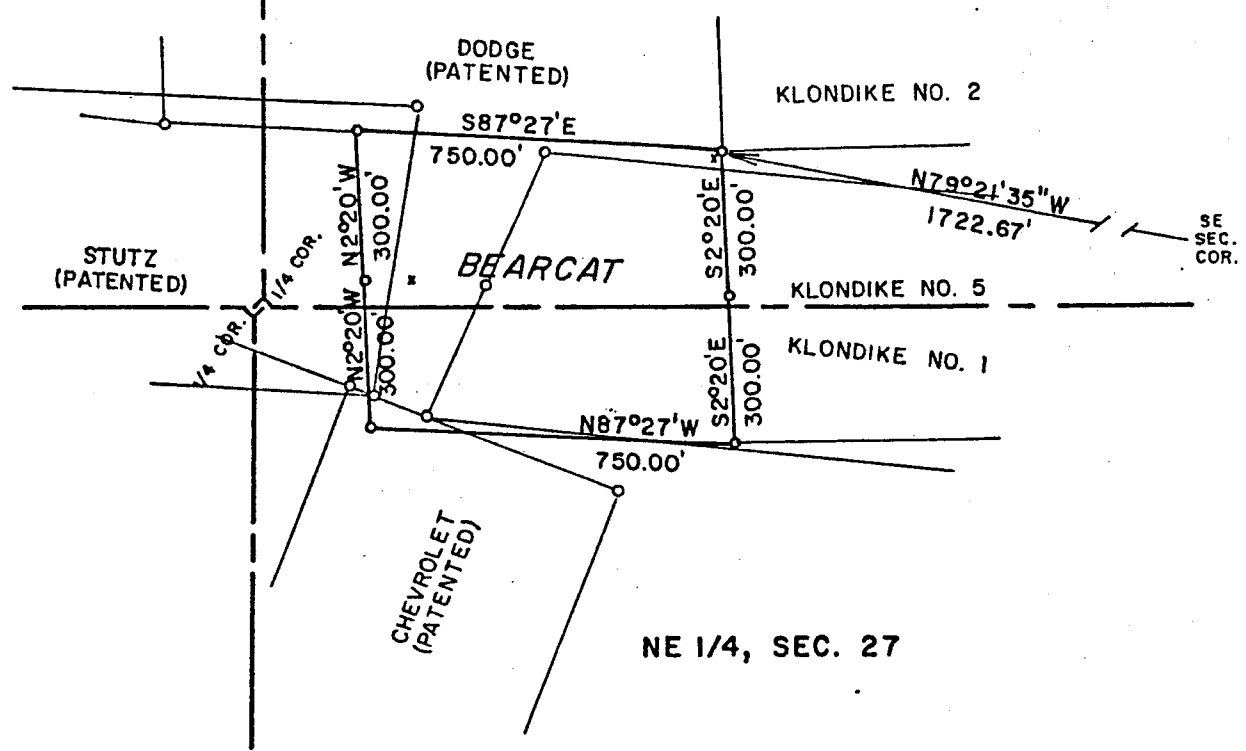 DODGE
(PATENTED)
KLONDIKE NO. 2
S87°27'E
750.00'
N79°21'35"W
1722.67'
SE
SEC.
COR.
N2°20'W
300.00'
S2°20'E
300.00'
STUTZ
(PATENTED)
1/4 COR.
BEARCAT
KLONDIKE NO. 5
1/4 COR.
N2°20'W
300.00'
S2°20'E
300.00'
KLONDIKE NO. 1
N87°27'W
750.00'
CHEVROLET
(PATENTED)
NE 1/4, SEC. 27